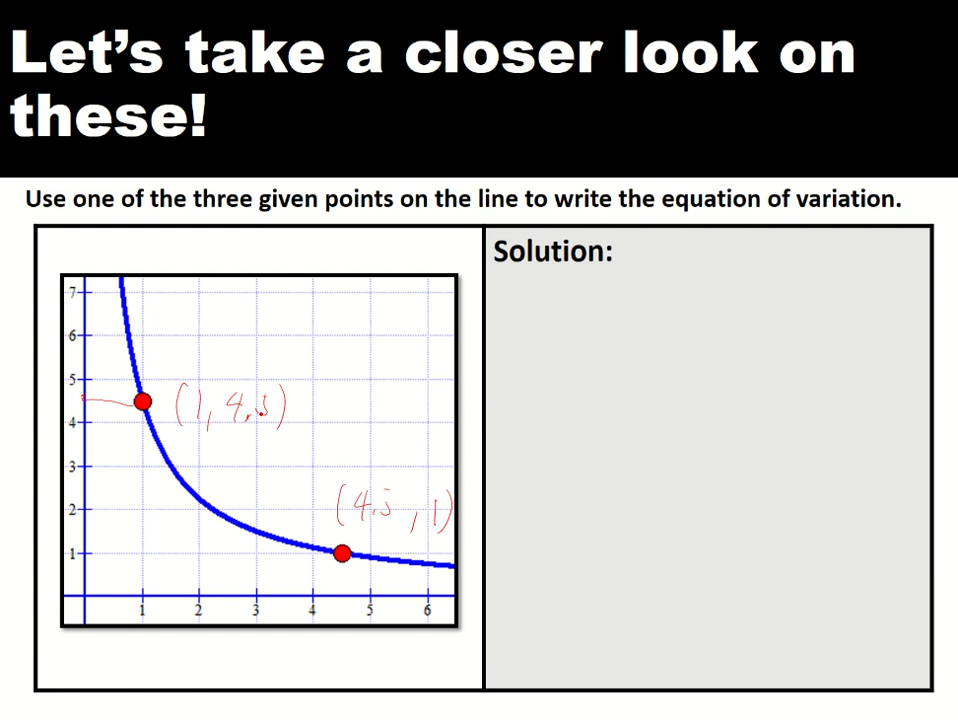 Let's take a closer look on
these!
Use one of the three given points on the line to write the equation of variation.
Solution:
7
6
5
(1, 4.5)
4
3
(4.5, 1)
2
1
1 2 3 4 5 6